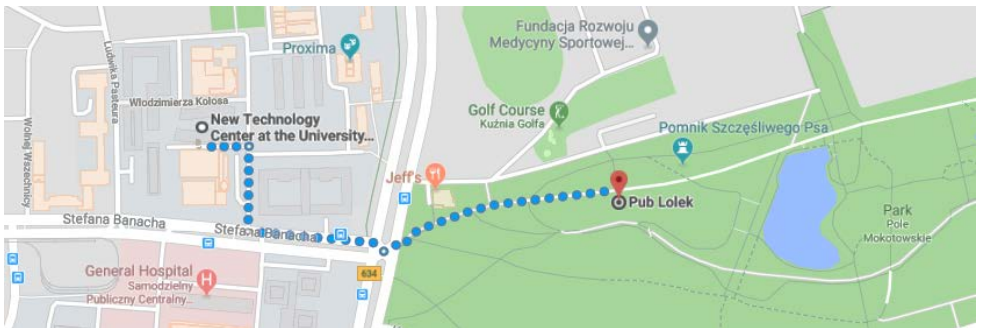 Fundacja Rozwoju
Medycyny Sportowej...
Proxima
Ludwika Pasteura
Włodzimierza Kołosa
Wolnej Wszechnicy
New Technology
Center at the University...
Golf Course
Kuźnia Golfa
Pomnik Szczęśliwego Psa
Jeff's
Pub Lolek
Stefana Banacha
Stefana Banacha
Park
Pole
Mokotowskie
634
General Hospital
Samodzielny
Publiczny Centralny...
H